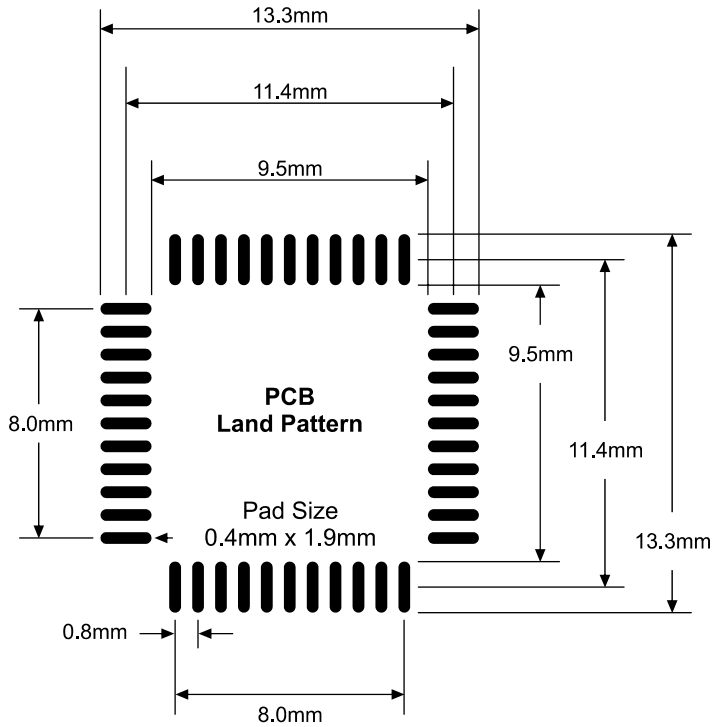 13.3mm
11.4mm
9.5mm
9.5mm
PCB
Land Pattern
8.0mm
11.4mm
Pad Size
0.4mm x 1.9mm
13.3mm
0.8mm
8.0mm